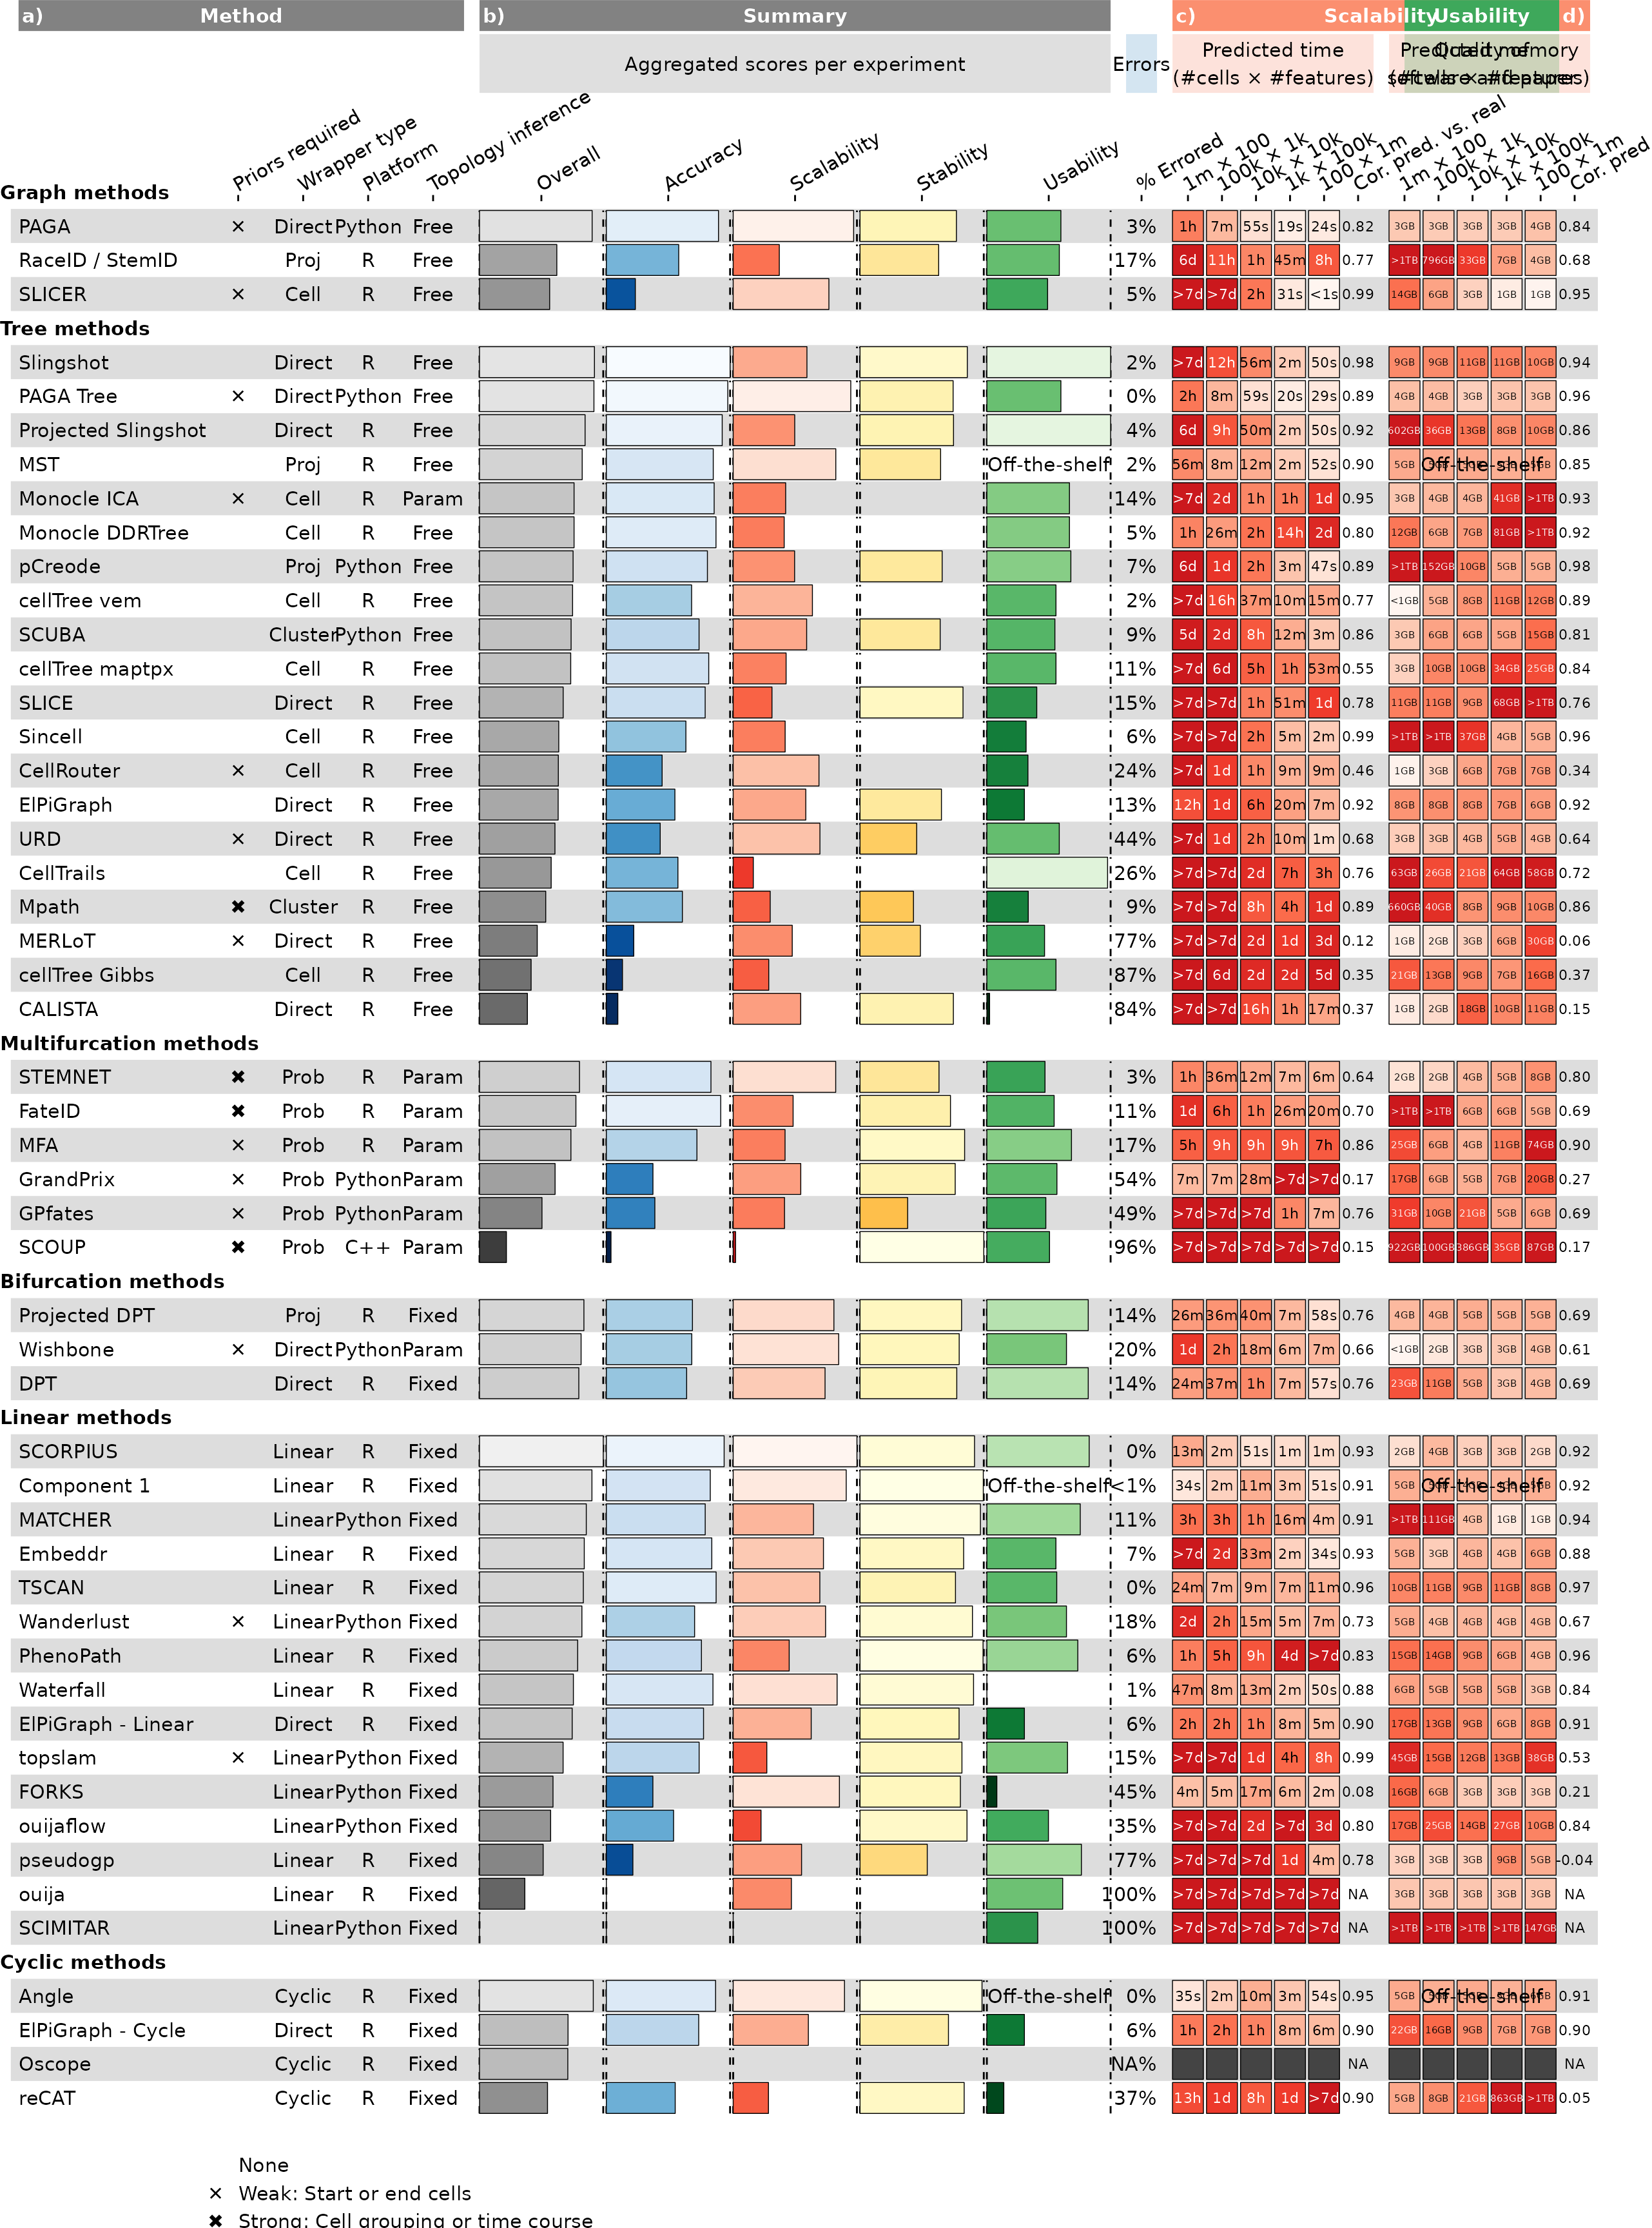 a) Method b) Summary c) Scalability Usability d)
Aggregated scores per experiment Errors Predicted time Predicted memory Quality of
(#cells × #features) (#cells × #features) software and paper
Priors required Wrapper type Platform Topology inference Overall Accuracy Scalability Stability Usability % Errored 1m × 100 100k × 1k 10k × 10k 1k × 100k 100 × 1m Cor. pred. vs. real 1m × 100 100k × 1k 10k × 10k 1k × 100k 100 × 1m Cor. pred
Graph methods
PAGA × Direct Python Free 3% 1h 7m 55s 19s 24s 0.82 3GB 3GB 3GB 3GB 4GB 0.84
RaceID / StemID Proj R Free 17% 6d 11h 1h 45m 8h 0.77 >1TB 796GB 33GB 7GB 4GB 0.68
SLICER × Cell R Free 5% >7d >7d 2h 31s <1s 0.99 14GB 6GB 3GB 1GB 1GB 0.95
Tree methods
Slingshot Direct R Free 2% >7d 12h 56m 2m 50s 0.98 9GB 9GB 11GB 11GB 10GB 0.94
PAGA Tree × Direct Python Free 0% 2h 8m 59s 20s 29s 0.89 4GB 4GB 3GB 3GB 3GB 0.96
Projected Slingshot Direct R Free 4% 6d 9h 50m 2m 50s 0.92 602GB 36GB 13GB 8GB 10GB 0.86
MST Proj R Free Off-the-shelf 2% 56m 8m 12m 2m 52s 0.90 5GB Off-the-shelf 0.85
Monocle ICA × Cell R Param 14% >7d 2d 1h 1h 1d 0.95 3GB 4GB 4GB 41GB >1TB 0.93
Monocle DDRTree Cell R Free 5% 1h 26m 2h 14h 2d 0.80 12GB 6GB 7GB 81GB >1TB 0.92
pCreode Proj Python Free 7% 6d 1d 2h 3m 47s 0.89 >1TB 152GB 10GB 5GB 5GB 0.98
cellTree vem Cell R Free 2% >7d 16h 37m 10m 15m 0.77 <1GB 5GB 8GB 11GB 12GB 0.89
SCUBA Cluster Python Free 9% 5d 2d 8h 12m 3m 0.86 3GB 6GB 6GB 5GB 15GB 0.81
cellTree maptpx Cell R Free 11% >7d 6d 5h 1h 53m 0.55 3GB 10GB 10GB 34GB 25GB 0.84
SLICE Direct R Free 15% >7d >7d 1h 51m 1d 0.78 11GB 11GB 9GB 68GB >1TB 0.76
Sincell Cell R Free 6% >7d >7d 2h 5m 2m 0.99 >1TB >1TB 37GB 4GB 5GB 0.96
CellRouter × Cell R Free 24% >7d 1d 1h 9m 9m 0.46 1GB 3GB 6GB 7GB 7GB 0.34
ElPiGraph Direct R Free 13% 12h 1d 6h 20m 7m 0.92 8GB 8GB 8GB 7GB 6GB 0.92
URD × Direct R Free 44% >7d 1d 2h 10m 1m 0.68 3GB 3GB 4GB 5GB 4GB 0.64
CellTrails Cell R Free 26% >7d >7d 2d 7h 3h 0.76 63GB 26GB 21GB 64GB 58GB 0.72
Mpath ✖ Cluster R Free 9% >7d >7d 8h 4h 1d 0.89 660GB 40GB 8GB 9GB 10GB 0.86
MERLoT × Direct R Free 77% >7d >7d 2d 1d 3d 0.12 1GB 2GB 3GB 6GB 30GB 0.06
cellTree Gibbs Cell R Free 87% >7d 6d 2d 2d 5d 0.35 21GB 13GB 9GB 7GB 16GB 0.37
CALISTA Direct R Free 84% >7d >7d 16h 1h 17m 0.37 1GB 2GB 18GB 10GB 11GB 0.15
Multifurcation methods
STEMNET ✖ Prob R Param 3% 1h 36m 12m 7m 6m 0.64 2GB 2GB 4GB 5GB 8GB 0.80
FateID ✖ Prob R Param 11% 1d 6h 1h 26m 20m 0.70 >1TB >1TB 6GB 6GB 5GB 0.69
MFA × Prob R Param 17% 5h 9h 9h 9h 7h 0.86 25GB 6GB 4GB 11GB 74GB 0.90
GrandPrix × Prob Python Param 54% 7m 7m 28m >7d >7d 0.17 17GB 6GB 5GB 7GB 20GB 0.27
GPfates × Prob Python Param 49% >7d >7d >7d 1h 7m 0.76 31GB 10GB 21GB 5GB 6GB 0.69
SCOUP ✖ Prob C++ Param 96% >7d >7d >7d >7d >7d 0.15 922GB 100GB 386GB 35GB 87GB 0.17
Bifurcation methods
Projected DPT Proj R Fixed 14% 26m 36m 40m 7m 58s 0.76 4GB 4GB 5GB 5GB 5GB 0.69
Wishbone × Direct Python Param 20% 1d 2h 18m 6m 7m 0.66 <1GB 2GB 3GB 3GB 4GB 0.61
DPT Direct R Fixed 14% 24m 37m 1h 7m 57s 0.76 23GB 11GB 5GB 3GB 4GB 0.69
Linear methods
SCORPIUS Linear R Fixed 0% 13m 2m 51s 1m 1m 0.93 2GB 4GB 3GB 3GB 2GB 0.92
Component 1 Linear R Fixed Off-the-shelf <1% 34s 2m 11m 3m 51s 0.91 5GB Off-the-shelf 0.92
MATCHER Linear Python Fixed 11% 3h 3h 1h 16m 4m 0.91 >1TB 111GB 4GB 1GB 1GB 0.94
Embeddr Linear R Fixed 7% >7d 2d 33m 2m 34s 0.93 5GB 3GB 4GB 4GB 6GB 0.88
TSCAN Linear R Fixed 0% 24m 7m 9m 7m 11m 0.96 10GB 11GB 9GB 11GB 8GB 0.97
Wanderlust × Linear Python Fixed 18% 2d 2h 15m 5m 7m 0.73 5GB 4GB 4GB 4GB 4GB 0.67
PhenoPath Linear R Fixed 6% 1h 5h 9h 4d >7d 0.83 15GB 14GB 9GB 6GB 4GB 0.96
Waterfall Linear R Fixed 1% 47m 8m 13m 2m 50s 0.88 6GB 5GB 5GB 5GB 3GB 0.84
ElPiGraph - Linear Direct R Fixed 6% 2h 2h 1h 8m 5m 0.90 17GB 13GB 9GB 6GB 8GB 0.91
topslam × Linear Python Fixed 15% >7d >7d 1d 4h 8h 0.99 45GB 15GB 12GB 13GB 38GB 0.53
FORKS Linear Python Fixed 45% 4m 5m 17m 6m 2m 0.08 16GB 6GB 3GB 3GB 3GB 0.21
ouijaflow Linear Python Fixed 35% >7d >7d 2d >7d 3d 0.80 17GB 25GB 14GB 27GB 10GB 0.84
pseudogp Linear R Fixed 77% >7d >7d >7d 1d 4m 0.78 3GB 3GB 3GB 9GB 5GB -0.04
ouija Linear R Fixed 100% >7d >7d >7d >7d >7d NA 3GB 3GB 3GB 3GB 3GB NA
SCIMITAR Linear Python Fixed 100% >7d >7d >7d >7d >7d NA >1TB >1TB >1TB >1TB 147GB NA
Cyclic methods
Angle Cyclic R Fixed Off-the-shelf 0% 35s 2m 10m 3m 54s 0.95 5GB Off-the-shelf 0.91
ElPiGraph - Cycle Direct R Fixed 6% 1h 2h 1h 8m 6m 0.90 22GB 16GB 9GB 7GB 7GB 0.90
Oscope Cyclic R Fixed NA% NA NA
reCAT Cyclic R Fixed 37% 13h 1d 8h 1d >7d 0.90 5GB 8GB 21GB 863GB >1TB 0.05
None
× Weak: Start or end cells
✖ Strong: Cell grouping or time course